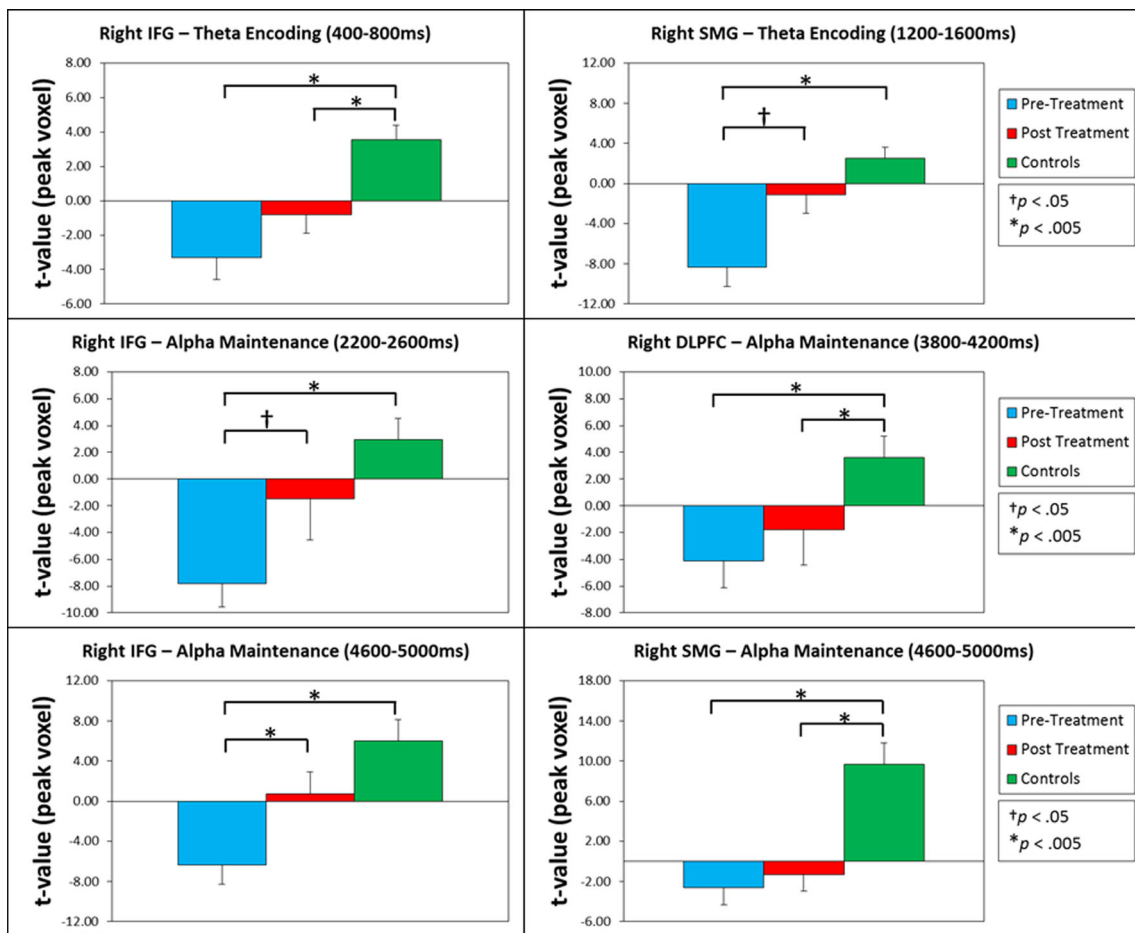 Right IFG – Theta Encoding (400-800ms)
t-value (peak voxel)
8.00
6.00
4.00
2.00
0.00
-2.00
-4.00
-6.00
*
*
Right SMG – Theta Encoding (1200-1600ms)
t-value (peak voxel)
12.00
8.00
4.00
0.00
-4.00
-8.00
-12.00
*
†
Pre-Treatment
Post Treatment
Controls
†p < .05
*p < .005
Right IFG – Alpha Maintenance (2200-2600ms)
t-value (peak voxel)
8.00
6.00
4.00
2.00
0.00
-2.00
-4.00
-6.00
-8.00
-10.00
*
†
Right DLPFC – Alpha Maintenance (3800-4200ms)
t-value (peak voxel)
10.00
8.00
6.00
4.00
2.00
0.00
-2.00
-4.00
-6.00
-8.00
*
*
Pre-Treatment
Post Treatment
Controls
†p < .05
*p < .005
Right IFG – Alpha Maintenance (4600-5000ms)
t-value (peak voxel)
12.00
8.00
4.00
0.00
-4.00
-8.00
-12.00
*
*
Right SMG – Alpha Maintenance (4600-5000ms)
t-value (peak voxel)
18.00
14.00
10.00
6.00
2.00
-2.00
-6.00
*
*
Pre-Treatment
Post Treatment
Controls
†p < .05
*p < .005